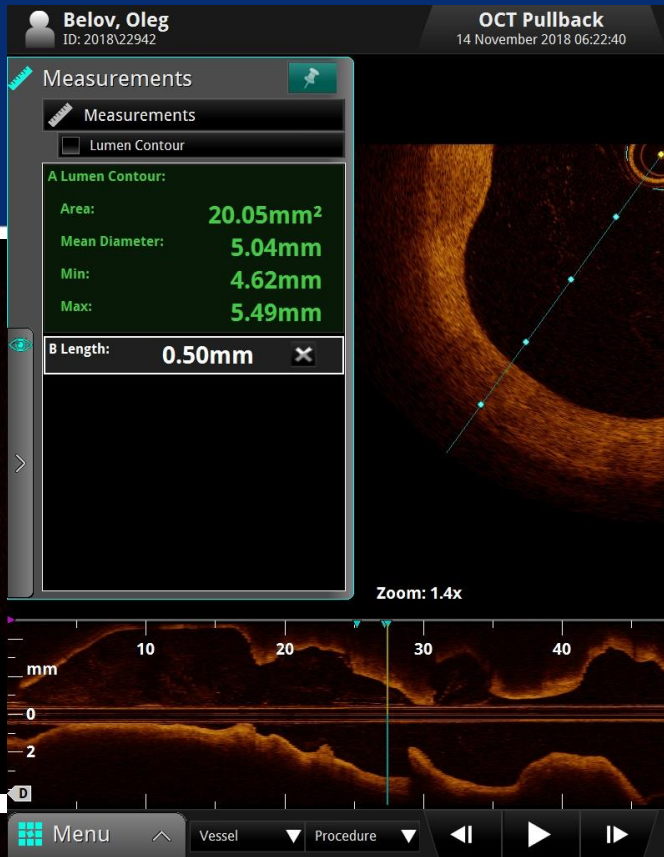 Belov, Oleg
ID: 2018\22942
OCT Pullback
14 November 2018 06:22:40
Measurements
Measurements
Lumen Contour
A Lumen Contour:
Area: 20.05mm²
Mean Diameter: 5.04mm
Min: 4.62mm
Max: 5.49mm
B Length: 0.50mm
Zoom: 1.4x
10 20 30 40
mm
0
2
D
Menu Vessel Procedure